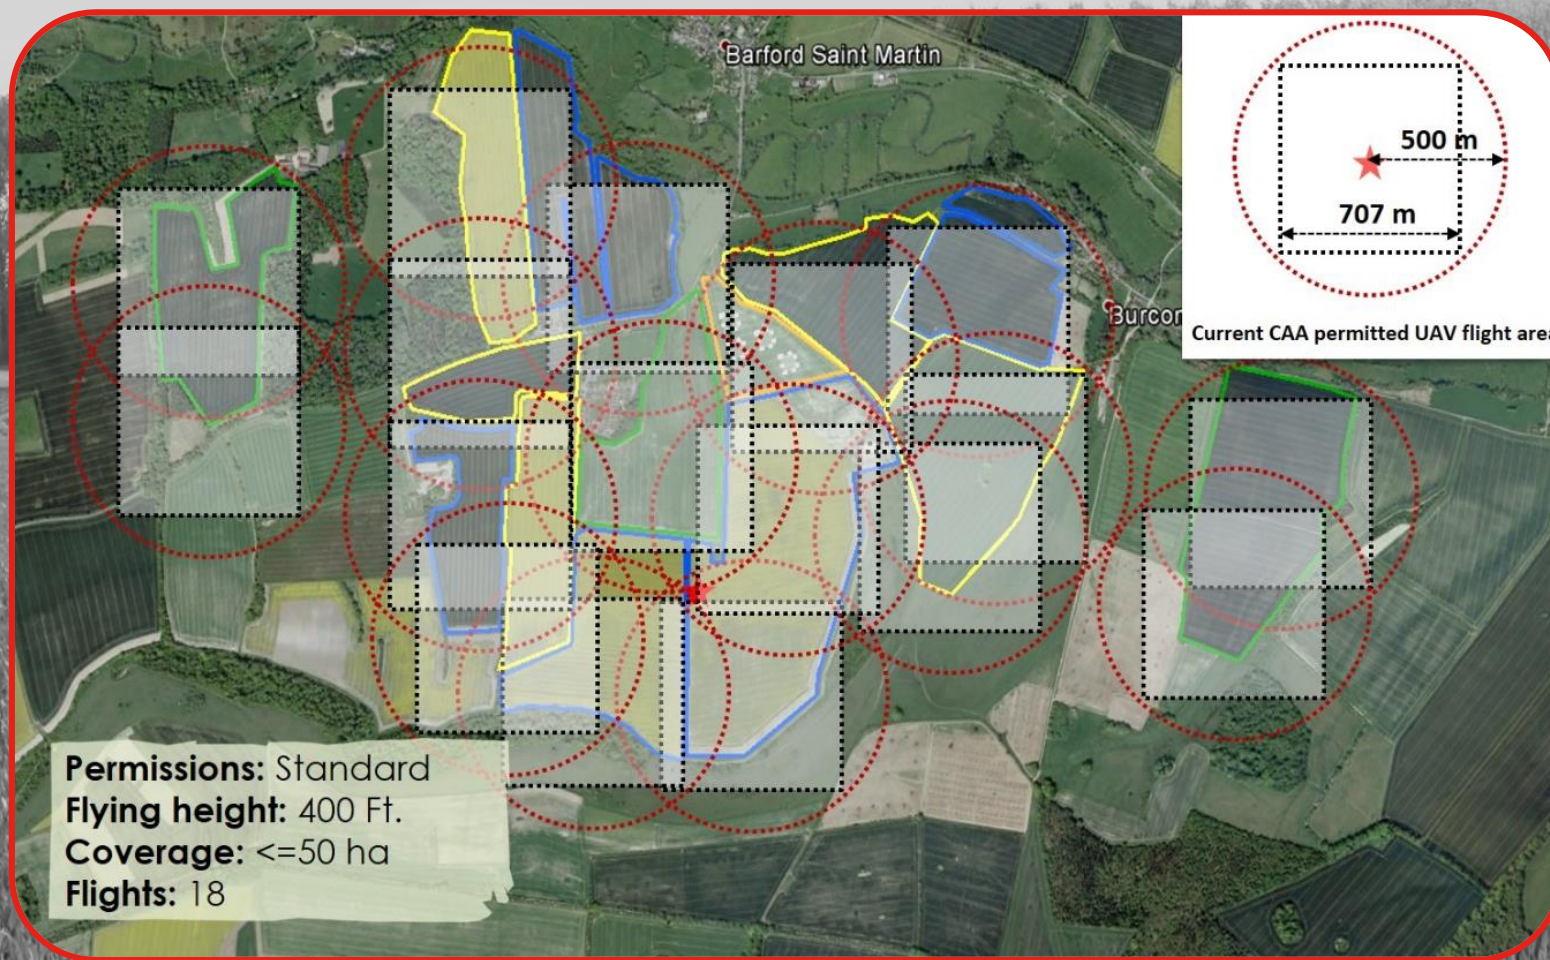 Barford Saint Martin
500 m
707 m
Burcom
Current CAA permitted UAV flight area
Permissions: Standard
Flying height: 400 Ft.
Coverage: <=50 ha
Flights: 18